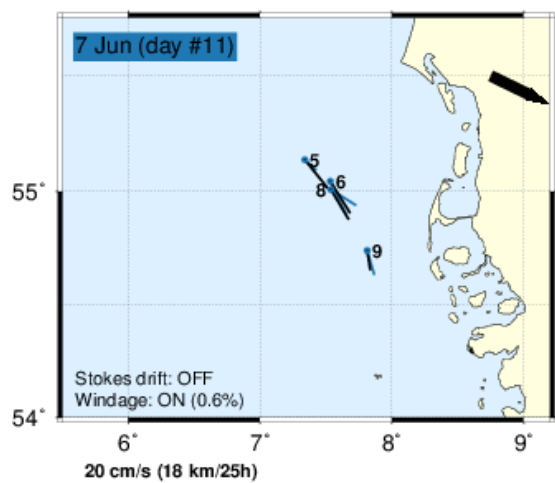 7 Jun (day #11)
5
6
8
55°
9
Stokes drift: OFF
Windage: ON (0.6%)
54°
6° 7° 8° 9°
20 cm/s (18 km/25h)